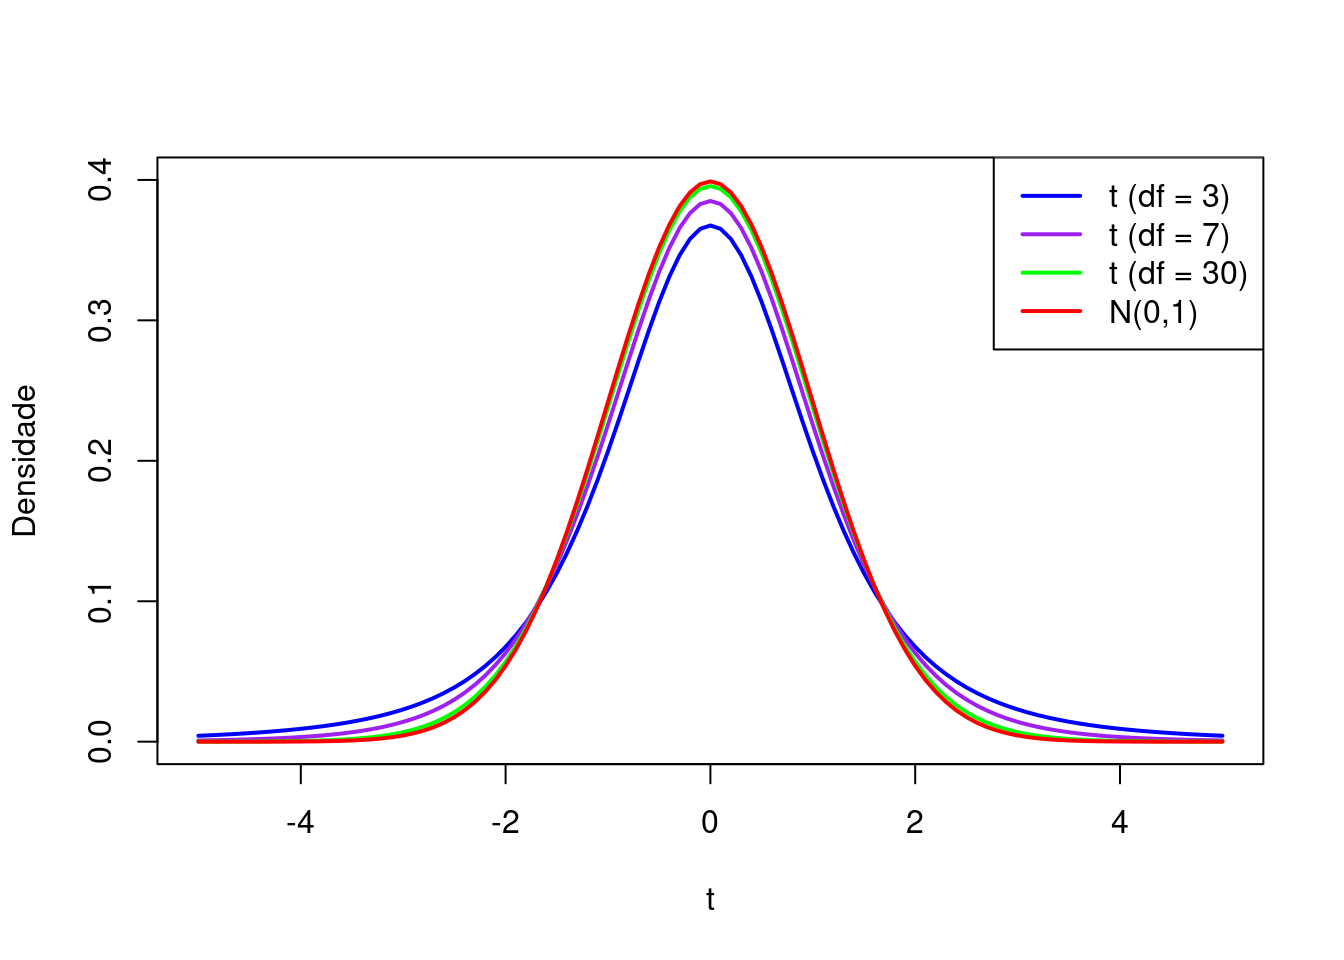 t (df = 3)
t (df = 7)
t (df = 30)
N(0,1)
Densidade
0.4
0.3
0.2
0.1
0.0
-4 -2 0 2 4
t